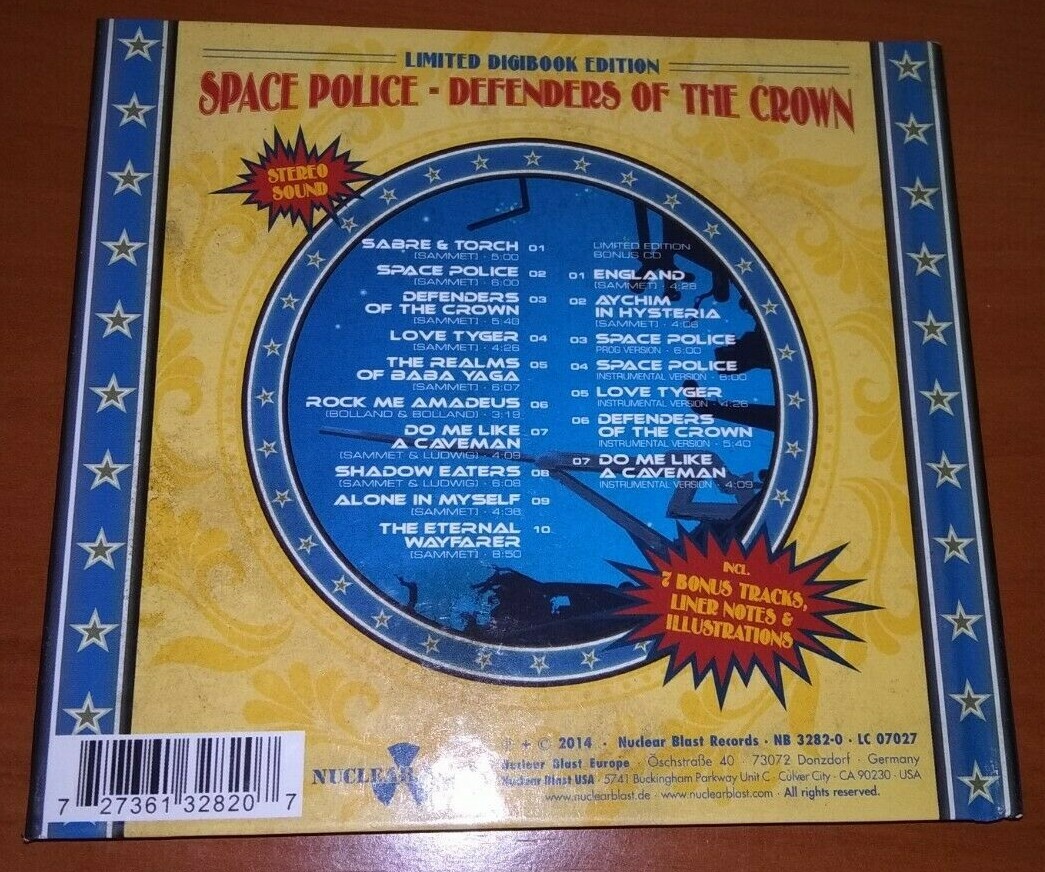 LIMITED DIGIBOOK EDITION
SPACE POLICE - DEFENDERS OF THE CROWN
STEREO
SOUND
SABRE & TORCH 01
[SAMMET] · 5:00
SPACE POLICE 02
[SAMMET] · 6:00
DEFENDERS 03
OF THE CROWN
[SAMMET] · 5:40
LOVE TYGER 04
[SAMMET] · 4:26
THE REALMS 05
OF BABA YAGA
[SAMMET] · 6:07
ROCK ME AMADEUS 06
(BOLLAND & BOLLAND) · 3:19
DO ME LIKE 07
A CAVEMAN
(SAMMET & LUDWIG) · 4:09
SHADOW EATERS 08
(SAMMET & LUDWIG) · 6:08
ALONE IN MYSELF 09
[SAMMET] · 4:38
THE ETERNAL 10
WAYFARER
[SAMMET] · 8:50
LIMITED EDITION
BONUS CD
01 ENGLAND
[SAMMET] · 4:28
02 AYCHIM
IN HYSTERIA
[SAMMET] · 4:08
03 SPACE POLICE
PROG VERSION · 6:00
04 SPACE POLICE
INSTRUMENTAL VERSION · 6:00
05 LOVE TYGER
INSTRUMENTAL VERSION · 4:26
06 DEFENDERS
OF THE CROWN
INSTRUMENTAL VERSION · 5:40
07 DO ME LIKE
A CAVEMAN
INSTRUMENTAL VERSION · 4:09
INCL.
7 BONUS TRACKS,
LINER NOTES &
ILLUSTRATIONS
NUCLEAR
℗ + © 2014 · Nuclear Blast Records · NB 3282-0 · LC 07027
Nuclear Blast Europe · Öschstraße 40 · 73072 Donzdorf · Germany
Nuclear Blast USA · 5741 Buckingham Parkway Unit C · Culver City · CA 90230 · USA
www.nuclearblast.de · www.nuclearblast.com · All rights reserved.
7 27361 32820 7